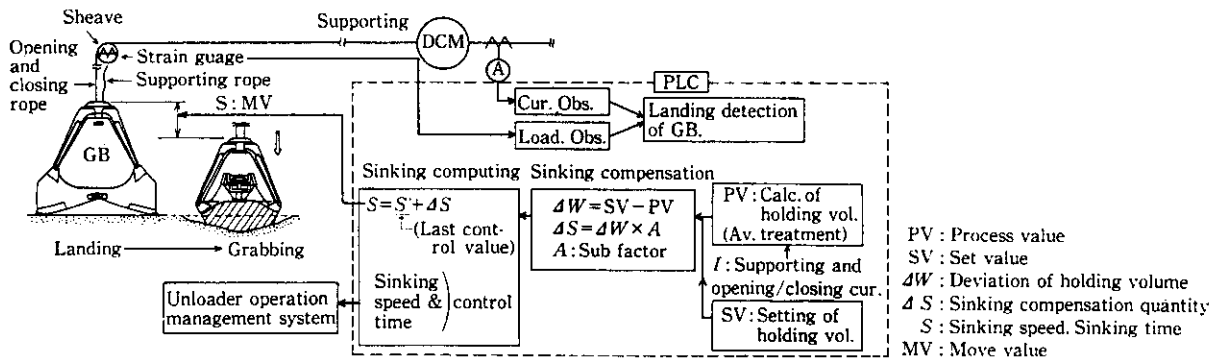 Sheave
Supporting
DCM
Opening
and
closing
rope
Strain guage
Supporting rope
A
PLC
S : MV
Cur. Obs.
Load. Obs.
Landing detection
of GB.
GB
Sinking computing
Sinking compensation
S=S'+ΔS
(Last cont-
rol value)
ΔW=SV−PV
ΔS=ΔW×A
A : Sub factor
PV : Calc. of
holding vol.
(Av. treatment)
Landing
Grabbing
I : Supporting and
opening/closing cur.
Sinking
speed & ) control
time
Unloader operation
management system
SV : Setting of
holding vol.
PV : Process value
SV : Set value
ΔW : Deviation of holding volume
ΔS : Sinking compensation quantity
S : Sinking speed. Sinking time
MV : Move value